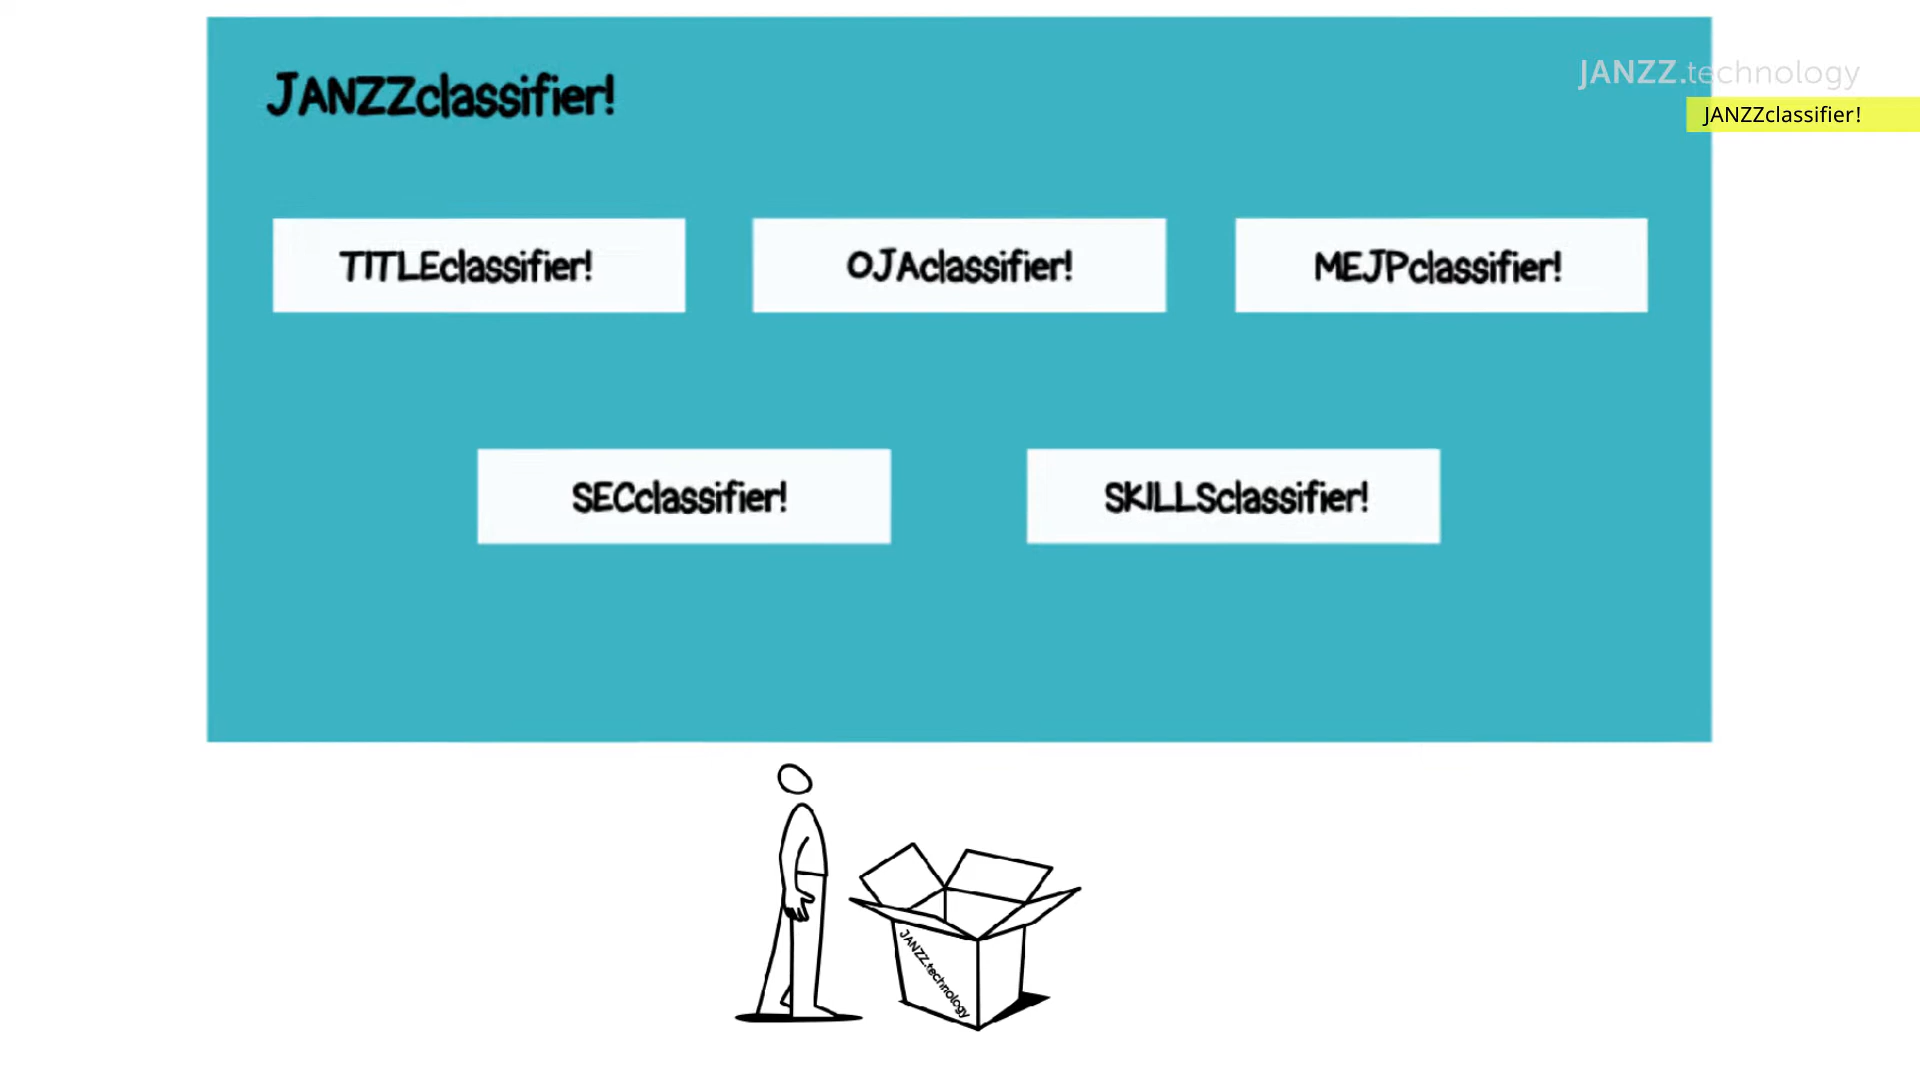 JANZZclassifier!
JANZZ.technology
JANZZclassifier!
TITLEclassifier!
OJAclassifier!
MEJPclassifier!
SECclassifier!
SKILLSclassifier!
JANZZ.technology